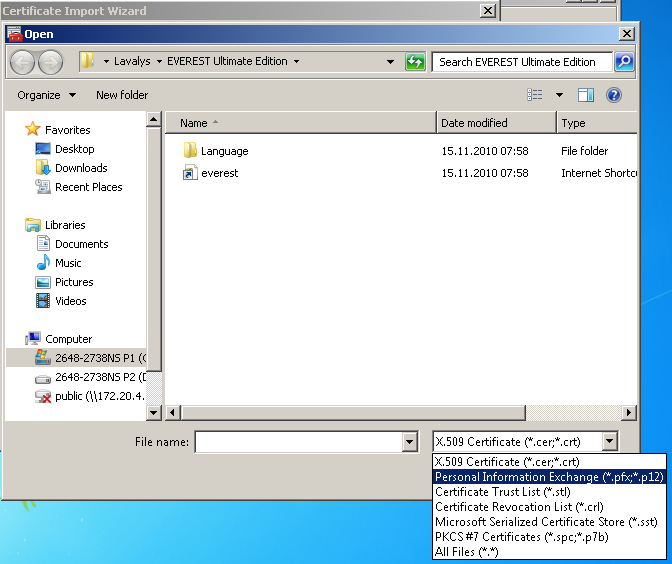 Certificate Import Wizard
Open
Lavalys EVEREST Ultimate Edition
Search EVEREST Ultimate Edition
Organize New folder
Name Date modified Type
Favorites
Desktop
Downloads
Recent Places
Libraries
Documents
Music
Pictures
Videos
Computer
2648-2738NS P1 (
2648-2738NS P2 (
public (\\172.20.4.
Language 15.11.2010 07:58 File folder
everest 15.11.2010 07:58 Internet Shortc
File name:
X.509 Certificate (*.cer;*.crt)
X.509 Certificate (*.cer;*.crt)
Personal Information Exchange (*.pfx;*.p12)
Certificate Trust List (*.stl)
Certificate Revocation List (*.crl)
Microsoft Serialized Certificate Store (*.sst)
PKCS #7 Certificates (*.spc;*.p7b)
All Files (*.*)